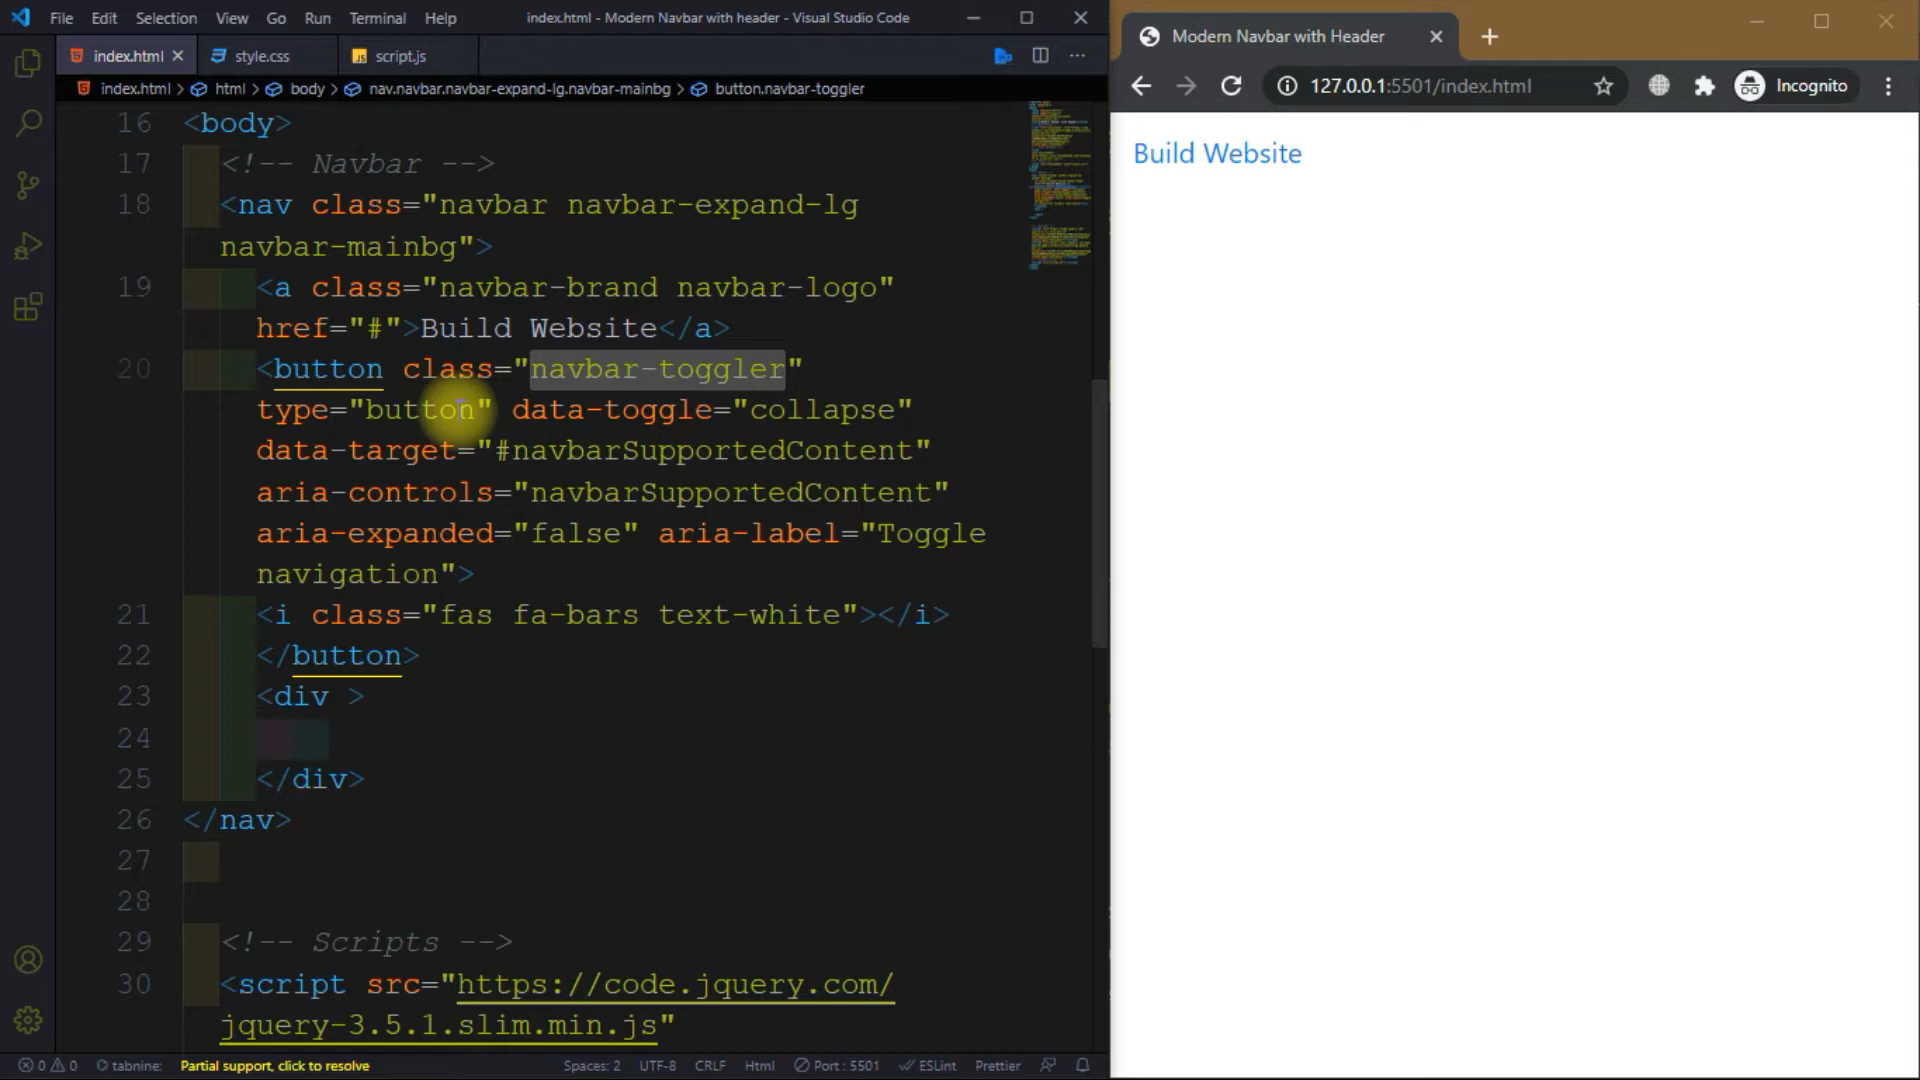 File Edit Selection View Go Run Terminal Help index.html - Modern Navbar with header - Visual Studio Code
index.html style.css script.js
index.html > html > body > nav.navbar.navbar-expand-lg.navbar-mainbg > button.navbar-toggler
16 <body>
17 <!-- Navbar -->
18 <nav class="navbar navbar-expand-lg
navbar-mainbg">
19 <a class="navbar-brand navbar-logo"
href="#">Build Website</a>
20 <button class="navbar-toggler"
type="button" data-toggle="collapse"
data-target="#navbarSupportedContent"
aria-controls="navbarSupportedContent"
aria-expanded="false" aria-label="Toggle
navigation">
21 <i class="fas fa-bars text-white"></i>
22 </button>
23 <div >
24
25 </div>
26 </nav>
27
28
29 <!-- Scripts -->
30 <script src="https://code.jquery.com/
jquery-3.5.1.slim.min.js"
0 0 tabnine: Partial support, click to resolve Spaces: 2 UTF-8 CRLF Html Port : 5501 ESLint Prettier
Modern Navbar with Header
127.0.0.1:5501/index.html Incognito
Build Website